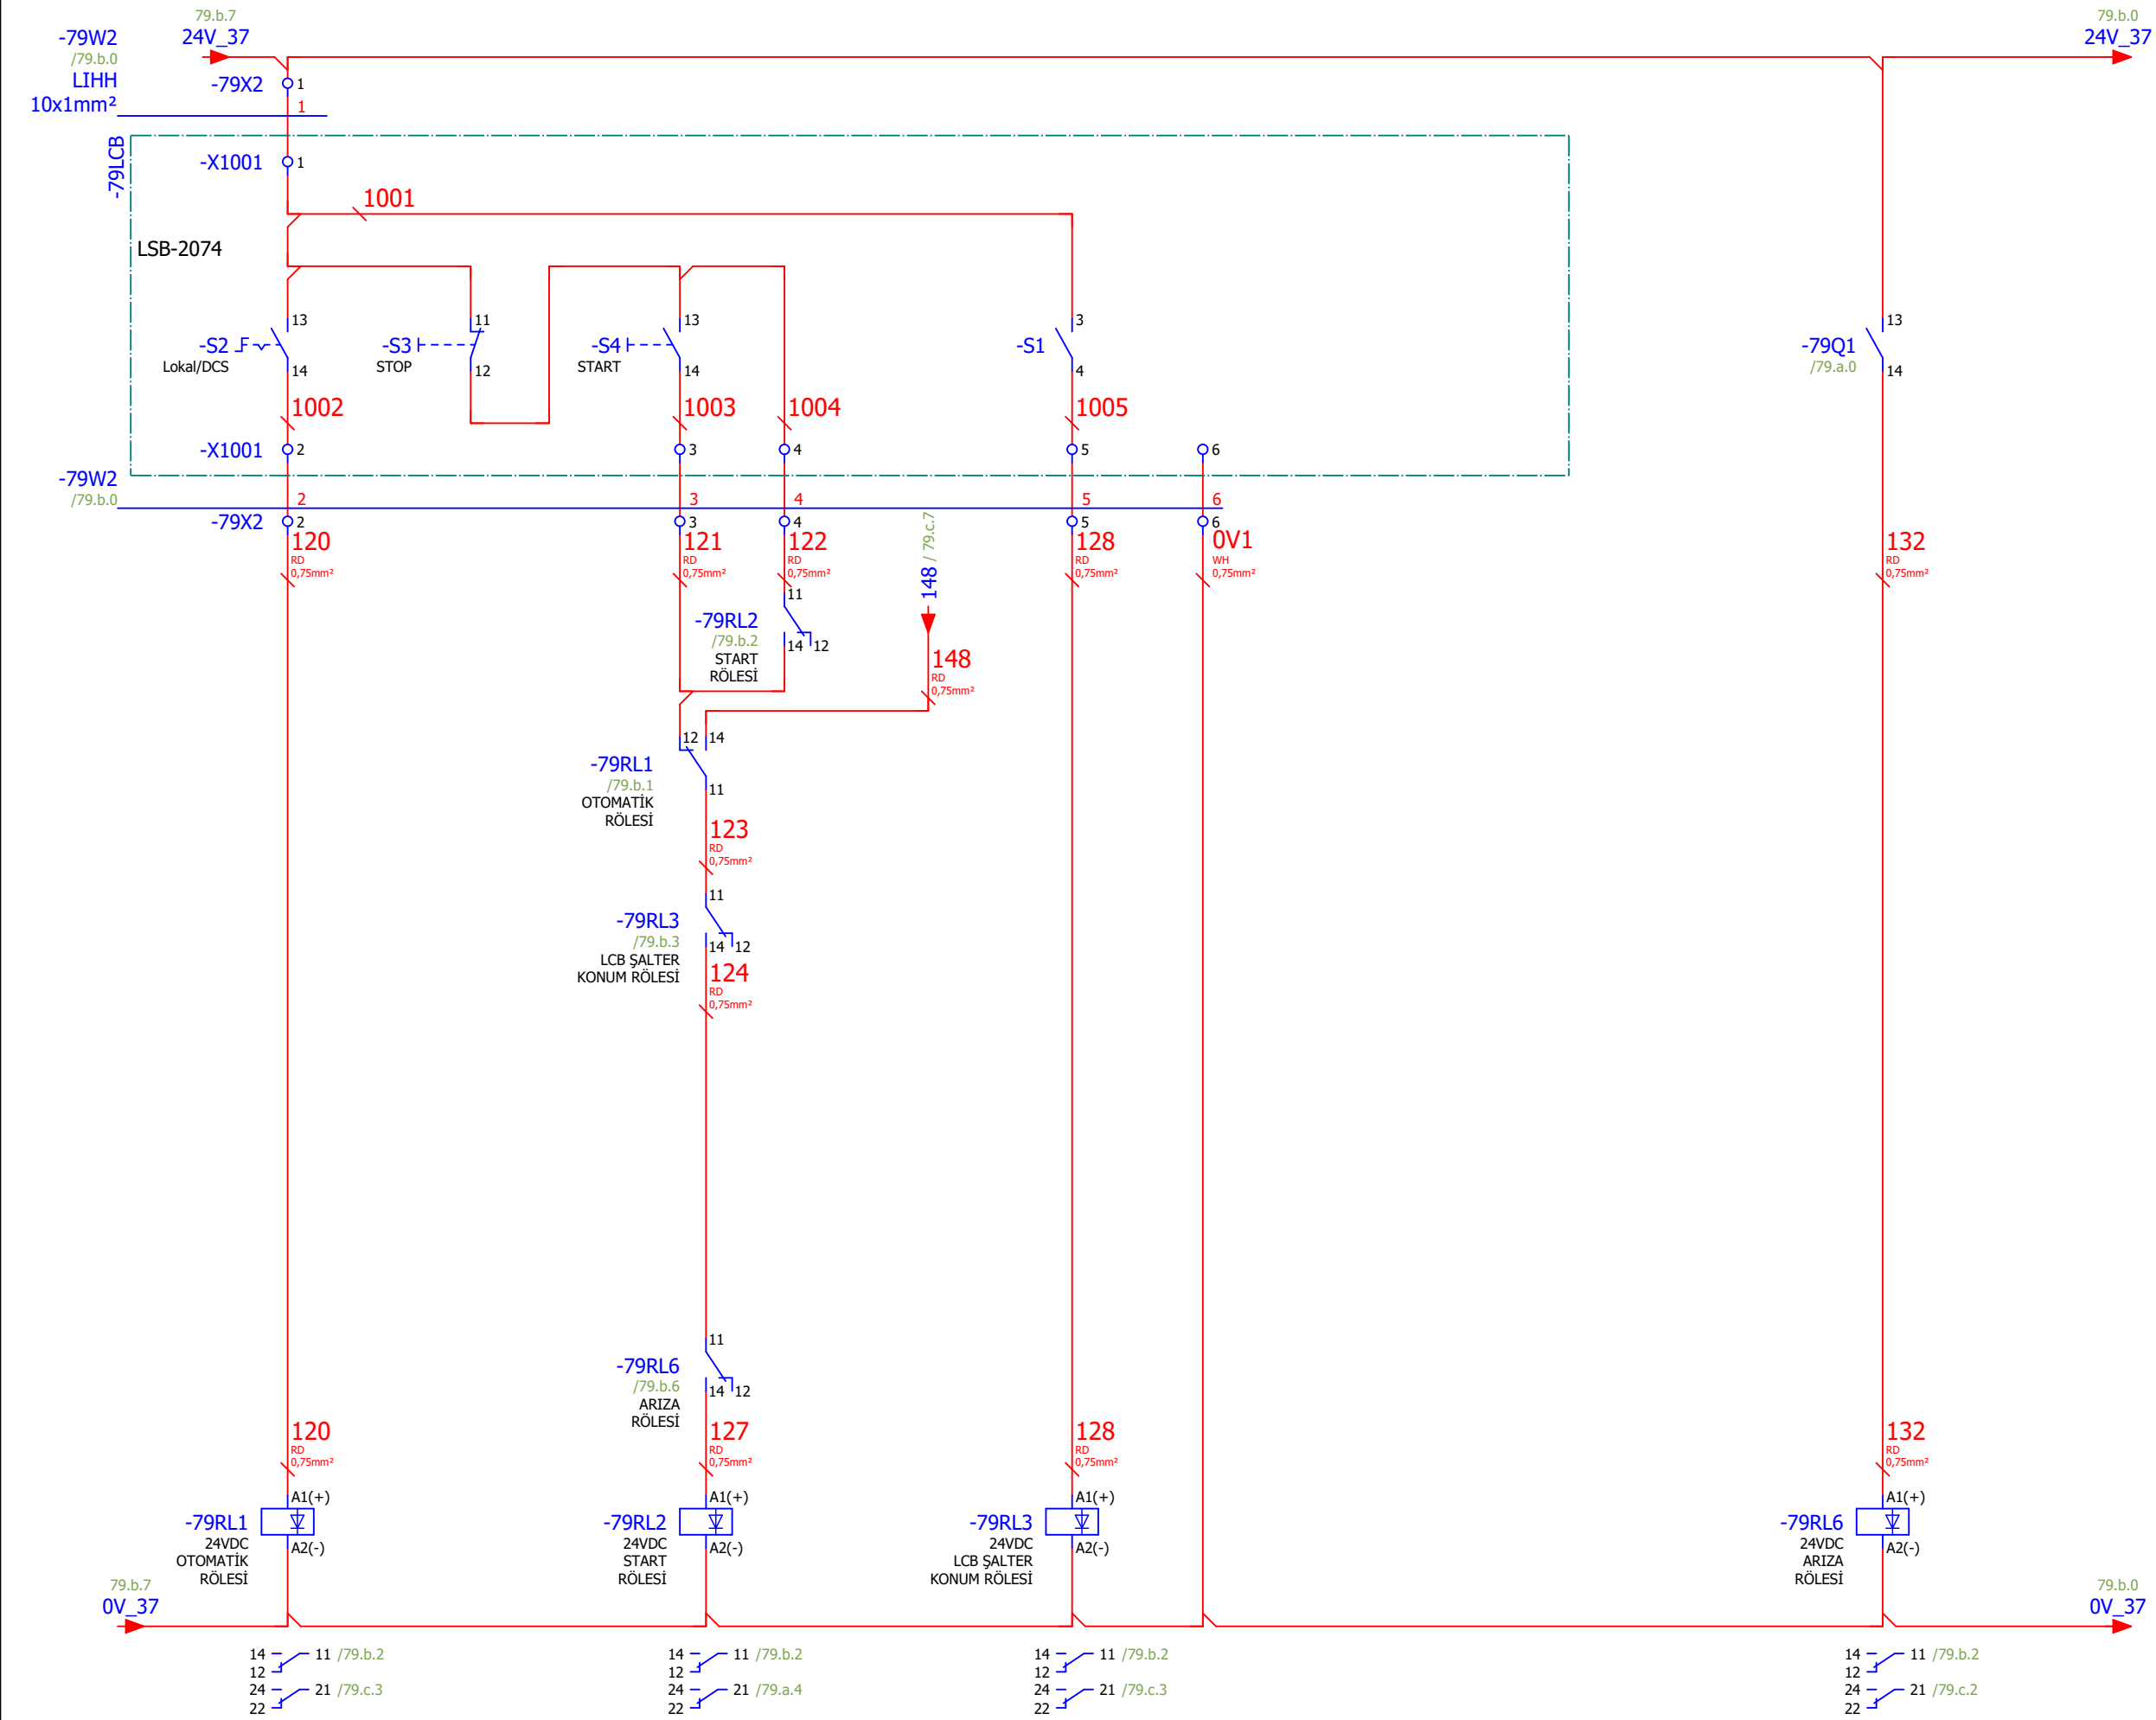 79.b.7
24V_37
79.b.0
24V_37
-79W2
/79.b.0
LIHH
10x1mm²
-79X2
1
1
-79LCB
-X1001
1
1001
LSB-2074
13
-S2
Lokal/DCS
14
11
-S3
STOP
12
13
-S4
START
14
3
-S1
4
13
-79Q1
/79.a.0
14
1002
1003
1004
1005
-X1001
2
3
4
5
6
-79W2
/79.b.0
2
3
4
5
6
-79X2
2
3
4
5
6
120
RD
0,75mm²
121
RD
0,75mm²
122
RD
0,75mm²
148 / 79.c.7
128
RD
0,75mm²
0V1
WH
0,75mm²
132
RD
0,75mm²
11
-79RL2
/79.b.2
START
RÖLESİ
14
12
148
RD
0,75mm²
12
14
-79RL1
/79.b.1
OTOMATİK
RÖLESİ
11
123
RD
0,75mm²
11
-79RL3
/79.b.3
LCB ŞALTER
KONUM RÖLESİ
14
12
124
RD
0,75mm²
11
-79RL6
/79.b.6
ARIZA
RÖLESİ
14
12
120
RD
0,75mm²
127
RD
0,75mm²
128
RD
0,75mm²
132
RD
0,75mm²
A1(+)
-79RL1
24VDC
OTOMATİK
RÖLESİ
A2(-)
A1(+)
-79RL2
24VDC
START
RÖLESİ
A2(-)
A1(+)
-79RL3
24VDC
LCB ŞALTER
KONUM RÖLESİ
A2(-)
A1(+)
-79RL6
24VDC
ARIZA
RÖLESİ
A2(-)
79.b.7
0V_37
79.b.0
0V_37
14 11 /79.b.2
12
24 21 /79.c.3
22
14 11 /79.b.2
12
24 21 /79.a.4
22
14 11 /79.b.2
12
24 21 /79.c.3
22
14 11 /79.b.2
12
24 21 /79.c.2
22